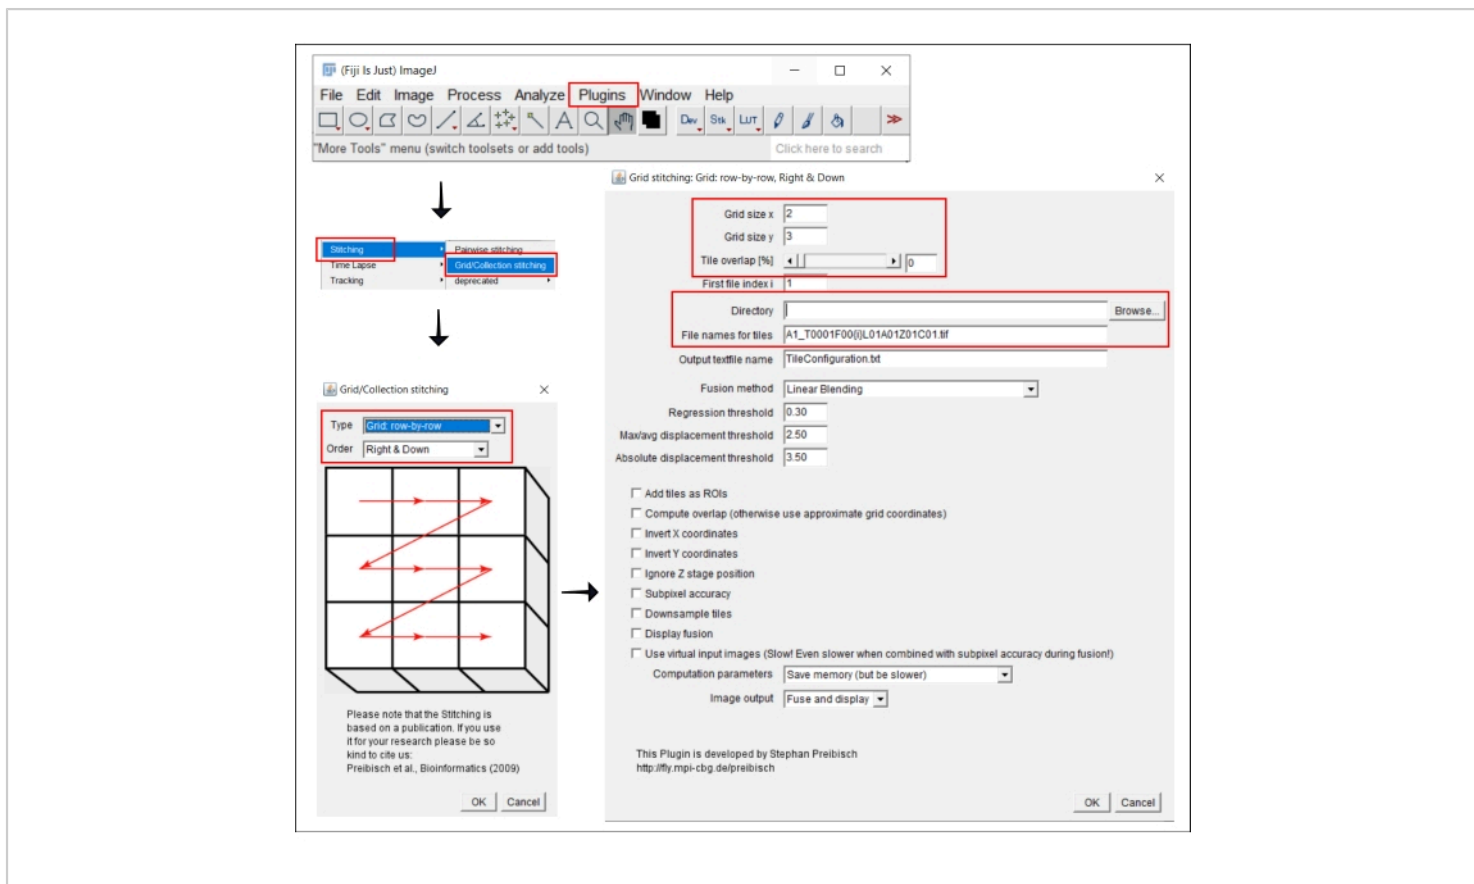 (Fiji Is Just) ImageJ
File Edit Image Process Analyze Plugins Window Help
Dev Stk LUT
"More Tools" menu (switch toolsets or add tools)
Click here to search
Stitching
Time Lapse
Tracking
Pairwise stitching
Grid/Collection stitching
deprecated
Grid/Collection stitching
Type Grid: row-by-row
Order Right & Down
Please note that the Stitching is
based on a publication. If you use
it for your research please be so
kind to cite us:
Preibisch et al., Bioinformatics (2009)
OK Cancel
Grid stitching: Grid: row-by-row, Right & Down
Grid size x 2
Grid size y 3
Tile overlap [%] 0
First file index i 1
Directory Browse...
File names for tiles A1_T0001F00{i}L01A01Z01C01.tif
Output textfile name TileConfiguration.txt
Fusion method Linear Blending
Regression threshold 0.30
Max/avg displacement threshold 2.50
Absolute displacement threshold 3.50
Add tiles as ROIs
Compute overlap (otherwise use approximate grid coordinates)
Invert X coordinates
Invert Y coordinates
Ignore Z stage position
Subpixel accuracy
Downsample tiles
Display fusion
Use virtual input images (Slow! Even slower when combined with subpixel accuracy during fusion!)
Computation parameters Save memory (but be slower)
Image output Fuse and display
This Plugin is developed by Stephan Preibisch
http://fly.mpi-cbg.de/preibisch
OK Cancel